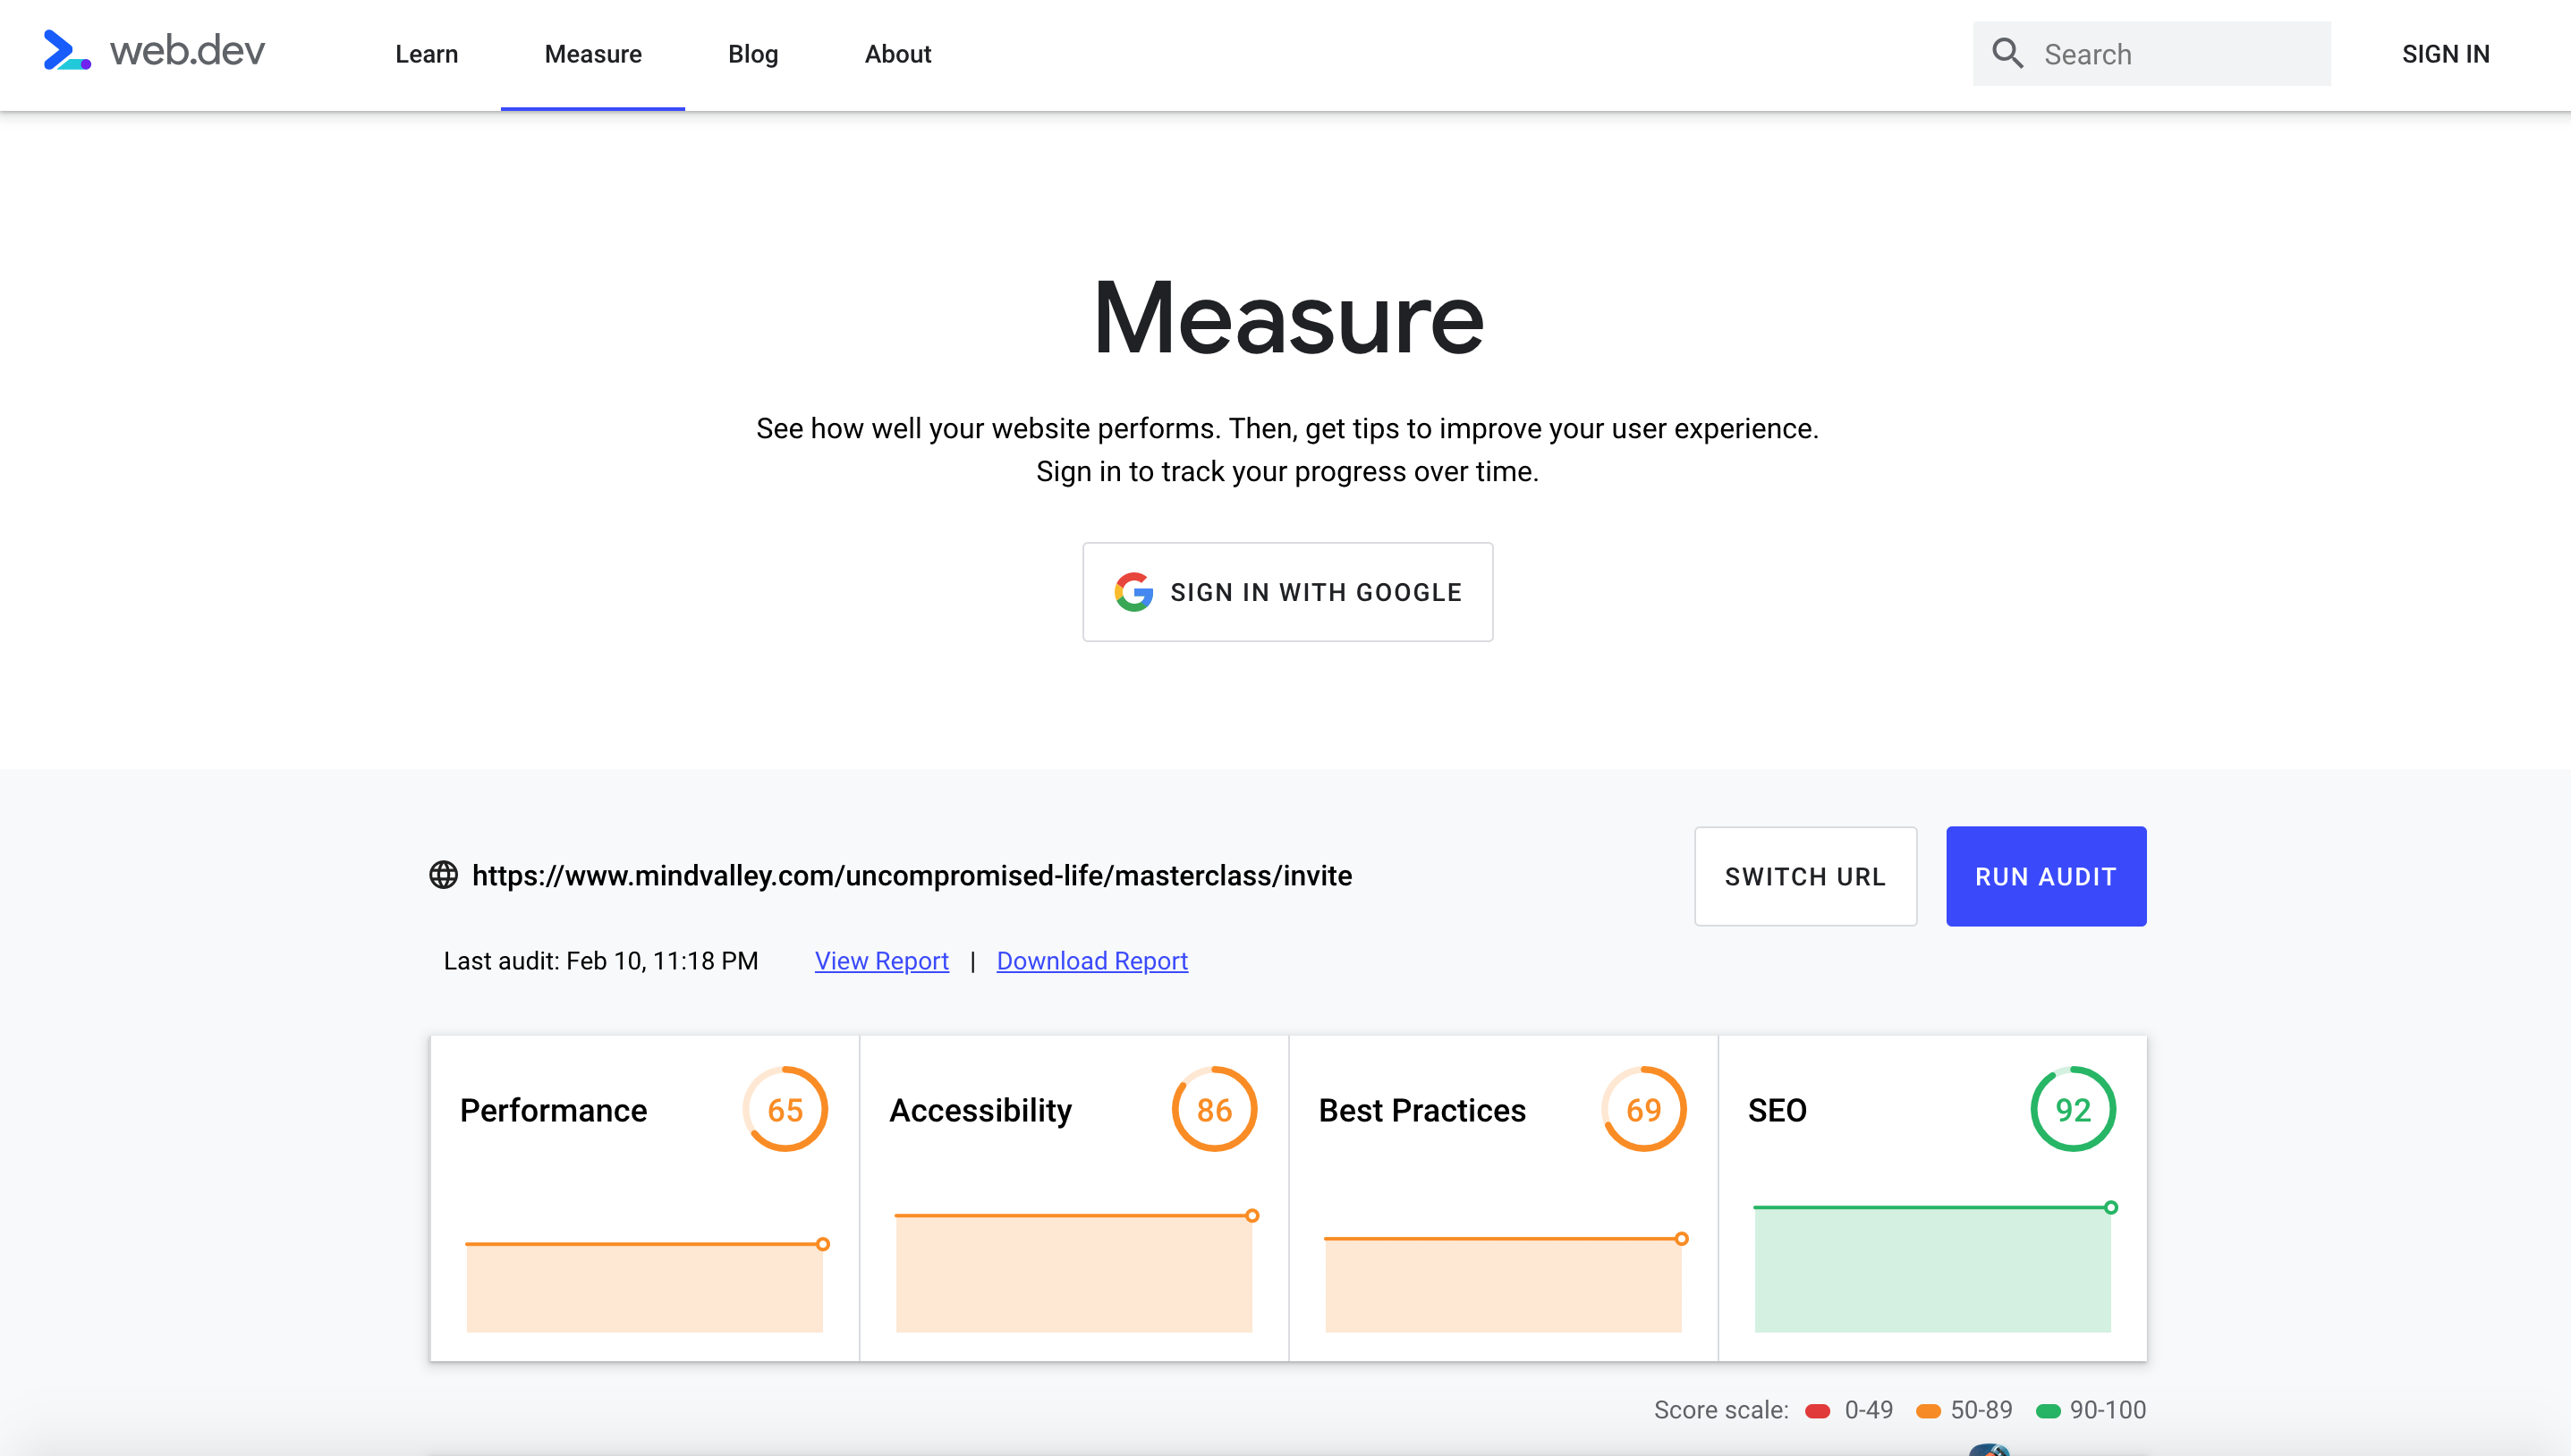 web.dev
Learn
Measure
Blog
About
Search
SIGN IN
Measure
See how well your website performs. Then, get tips to improve your user experience.
Sign in to track your progress over time.
SIGN IN WITH GOOGLE
https://www.mindvalley.com/uncompromised-life/masterclass/invite
SWITCH URL
RUN AUDIT
Last audit: Feb 10, 11:18 PM
View Report | Download Report
Performance
65
Accessibility
86
Best Practices
69
SEO
92
Score scale: 0-49 50-89 90-100